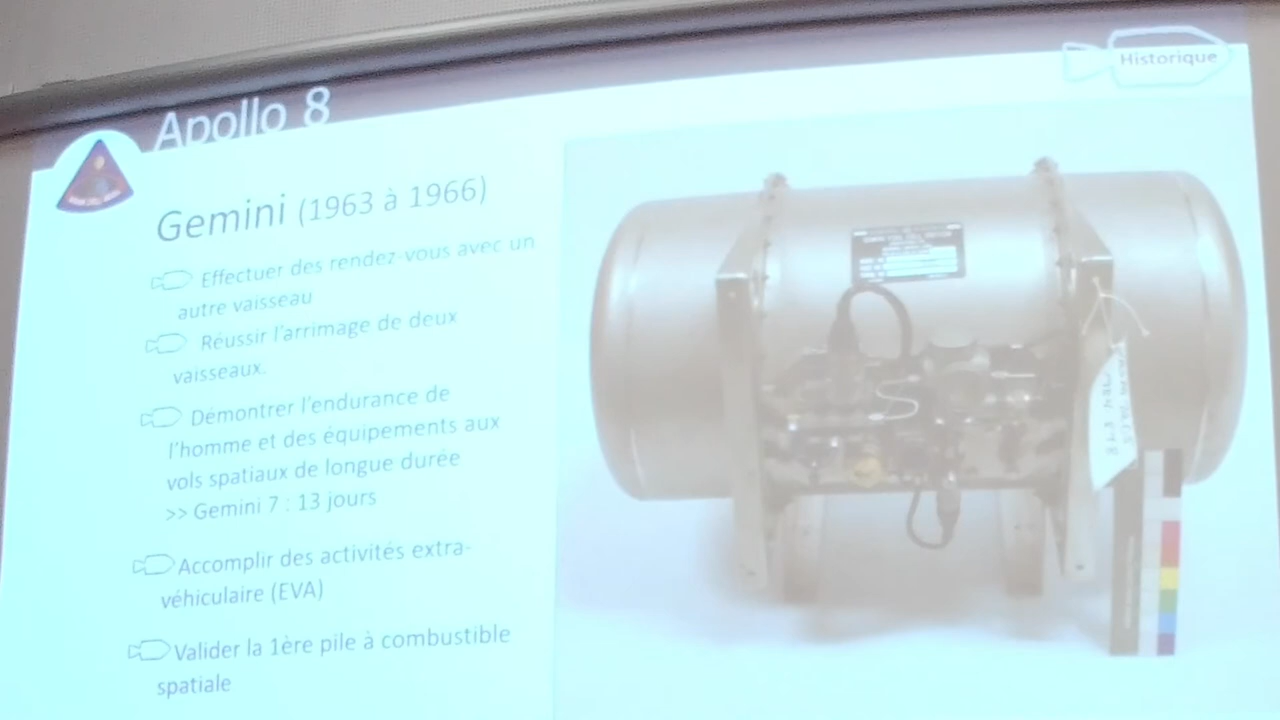 Historique
Apollo 8
Gemini (1963 à 1966)
Effectuer des rendez-vous avec un
autre vaisseau
Réussir l'arrimage de deux
vaisseaux.
Démontrer l'endurance de
l'homme et des équipements aux
vols spatiaux de longue durée
>> Gemini 7 : 13 jours
Accomplir des activités extra-
véhiculaire (EVA)
Valider la 1ère pile à combustible
spatiale